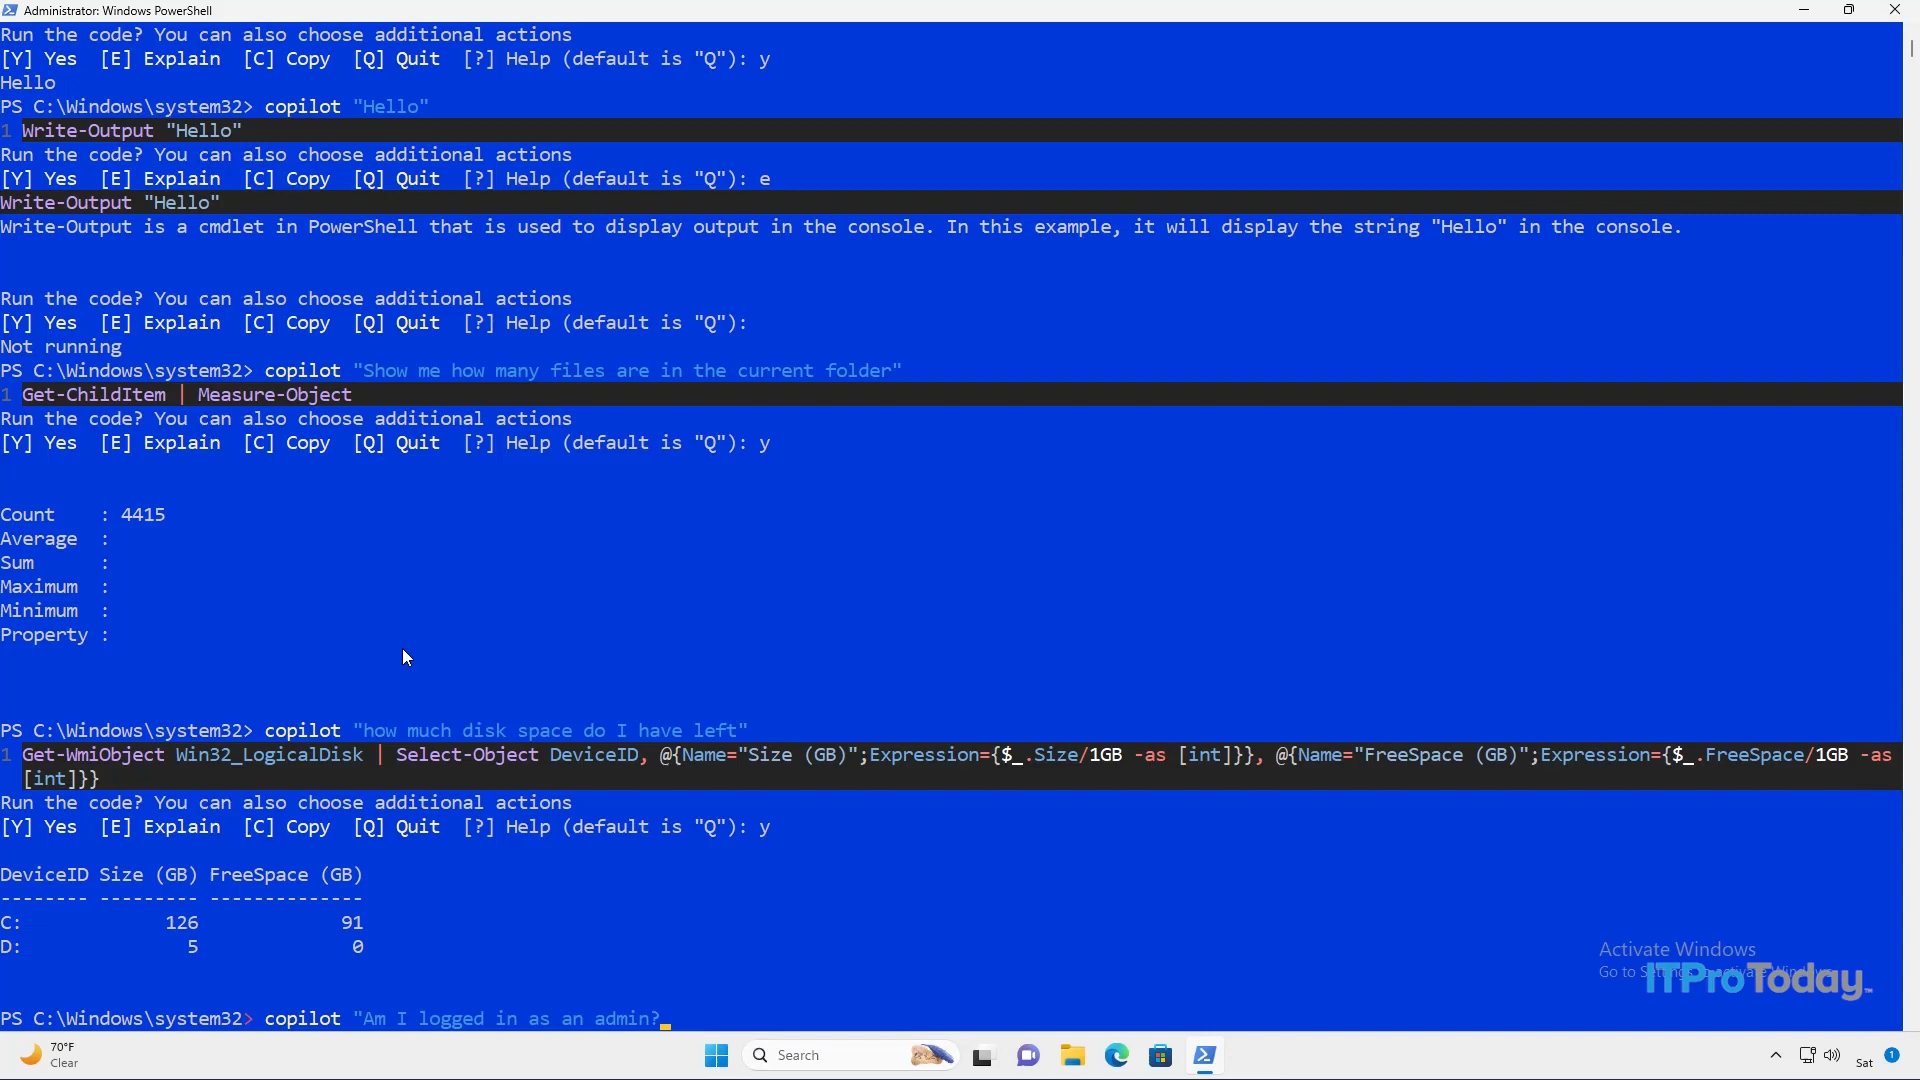 Administrator: Windows PowerShell
Run the code? You can also choose additional actions
[Y] Yes  [E] Explain  [C] Copy  [Q] Quit  [?] Help (default is "Q"): y
Hello
PS C:\Windows\system32> copilot "Hello"
1 Write-Output "Hello"
Run the code? You can also choose additional actions
[Y] Yes  [E] Explain  [C] Copy  [Q] Quit  [?] Help (default is "Q"): e
Write-Output "Hello"
Write-Output is a cmdlet in PowerShell that is used to display output in the console. In this example, it will display the string "Hello" in the console.
Run the code? You can also choose additional actions
[Y] Yes  [E] Explain  [C] Copy  [Q] Quit  [?] Help (default is "Q"):
Not running
PS C:\Windows\system32> copilot "Show me how many files are in the current folder"
1 Get-ChildItem | Measure-Object
Run the code? You can also choose additional actions
[Y] Yes  [E] Explain  [C] Copy  [Q] Quit  [?] Help (default is "Q"): y
Count    : 4415
Average  :
Sum      :
Maximum  :
Minimum  :
Property :
PS C:\Windows\system32> copilot "how much disk space do I have left"
1 Get-WmiObject Win32_LogicalDisk | Select-Object DeviceID, @{Name="Size (GB)";Expression={$_.Size/1GB -as [int]}}, @{Name="FreeSpace (GB)";Expression={$_.FreeSpace/1GB -as
[int]}}
Run the code? You can also choose additional actions
[Y] Yes  [E] Explain  [C] Copy  [Q] Quit  [?] Help (default is "Q"): y
DeviceID Size (GB) FreeSpace (GB)
-------- --------- --------------
C:             126             91
D:               5              0
Activate Windows
Go to Settings to activate Windows.
ITProToday™
PS C:\Windows\system32> copilot "Am I logged in as an admin?
70°F
Clear
Search
Sat
1